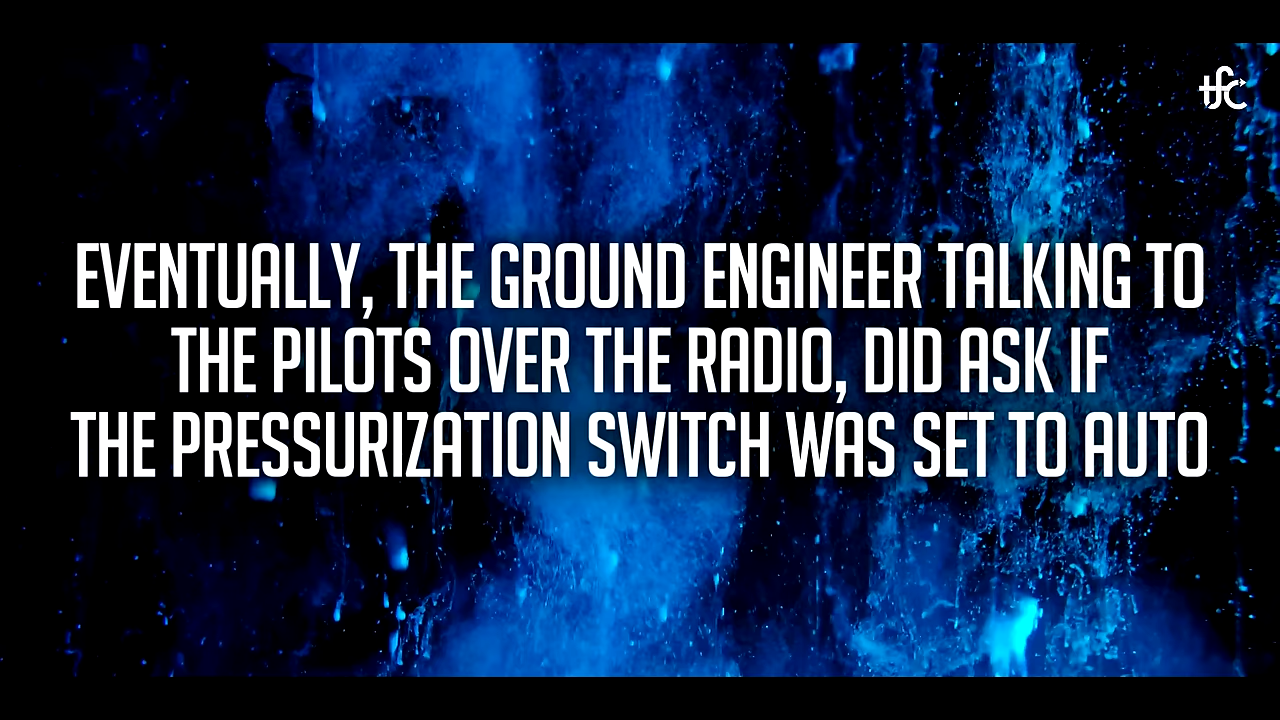 tfc
EVENTUALLY, THE GROUND ENGINEER TALKING TO
THE PILOTS OVER THE RADIO, DID ASK IF
THE PRESSURIZATION SWITCH WAS SET TO AUTO